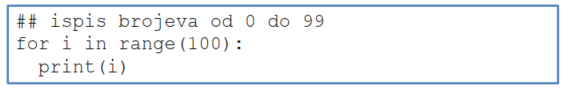 ## ispis brojeva od 0 do 99
for i in range(100):
  print(i)